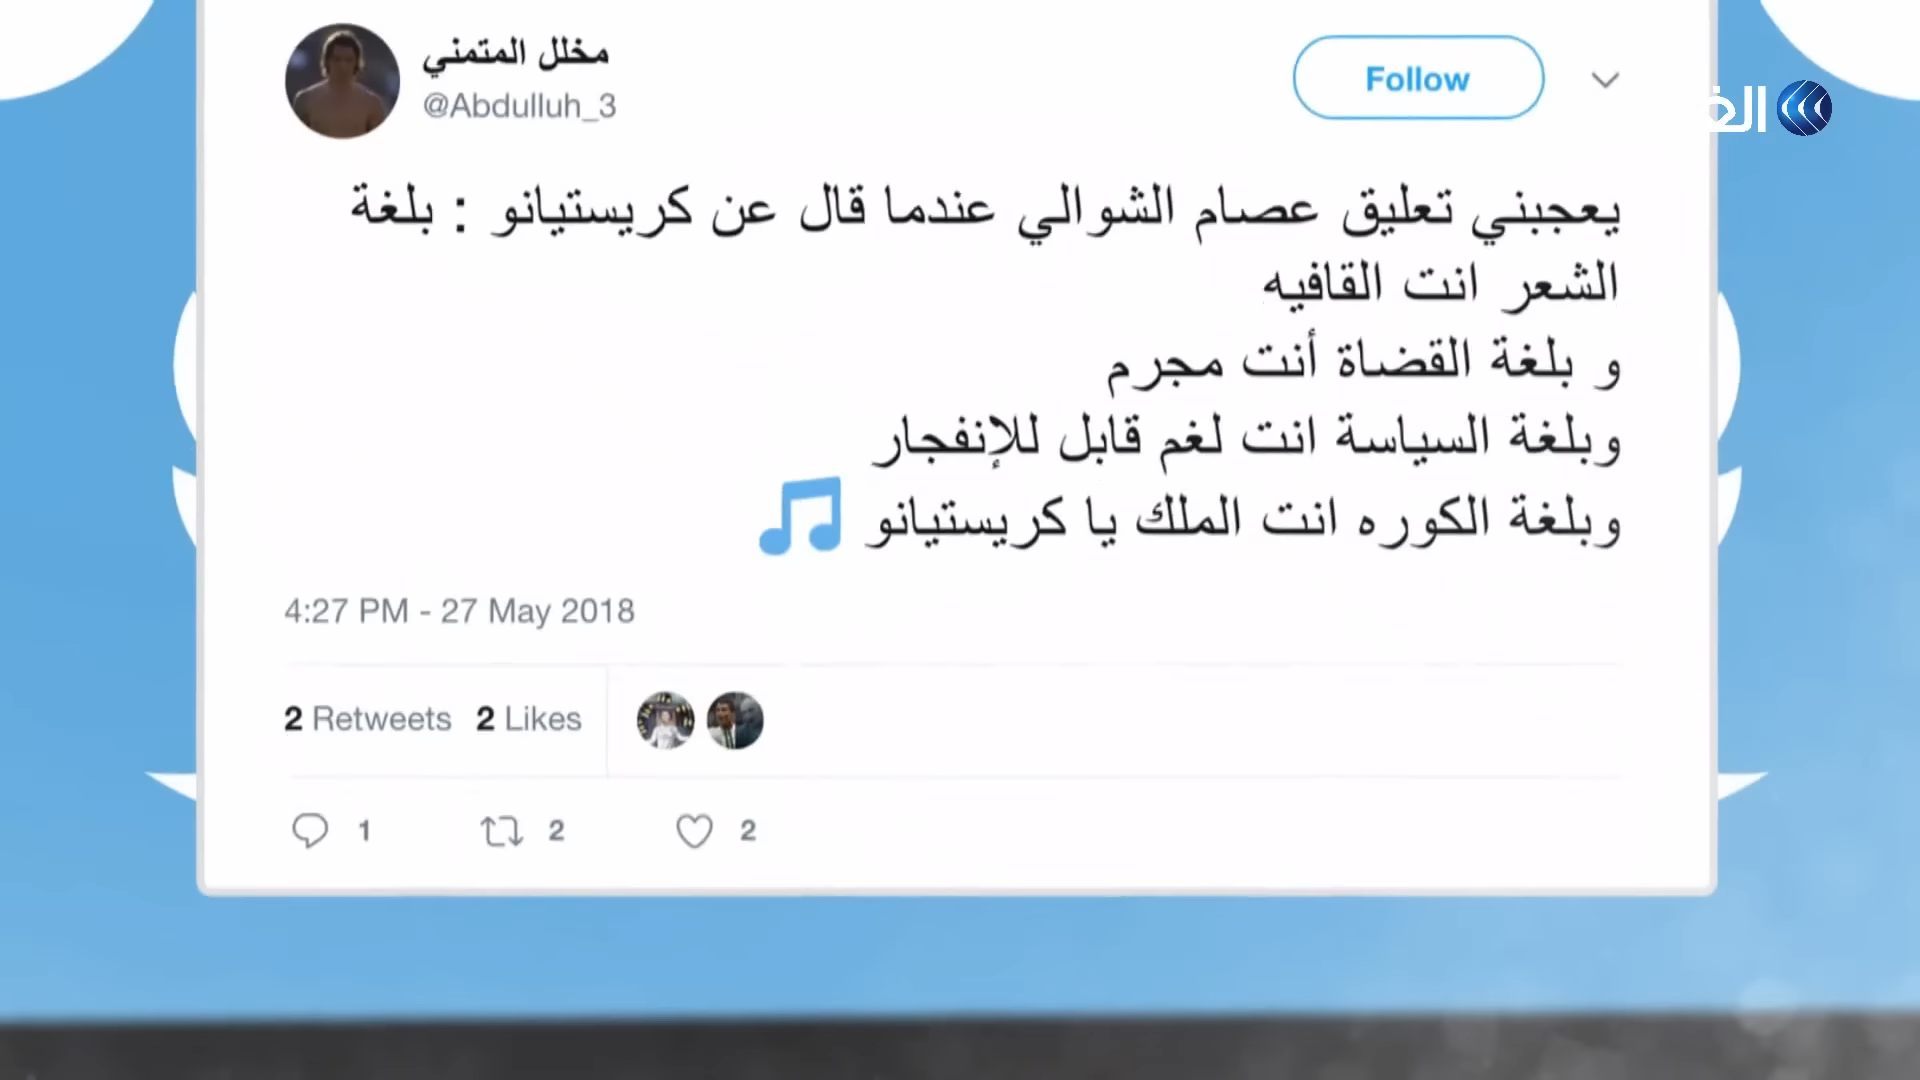 مخلل المتمني
@Abdulluh_3
Follow
يعجبني تعليق عصام الشوالي عندما قال عن كريستيانو : بلغة
الشعر انت القافيه
و بلغة القضاة أنت مجرم
وبلغة السياسة انت لغم قابل للإنفجار
وبلغة الكوره انت الملك يا كريستيانو
4:27 PM - 27 May 2018
2 Retweets 2 Likes
1 2 2